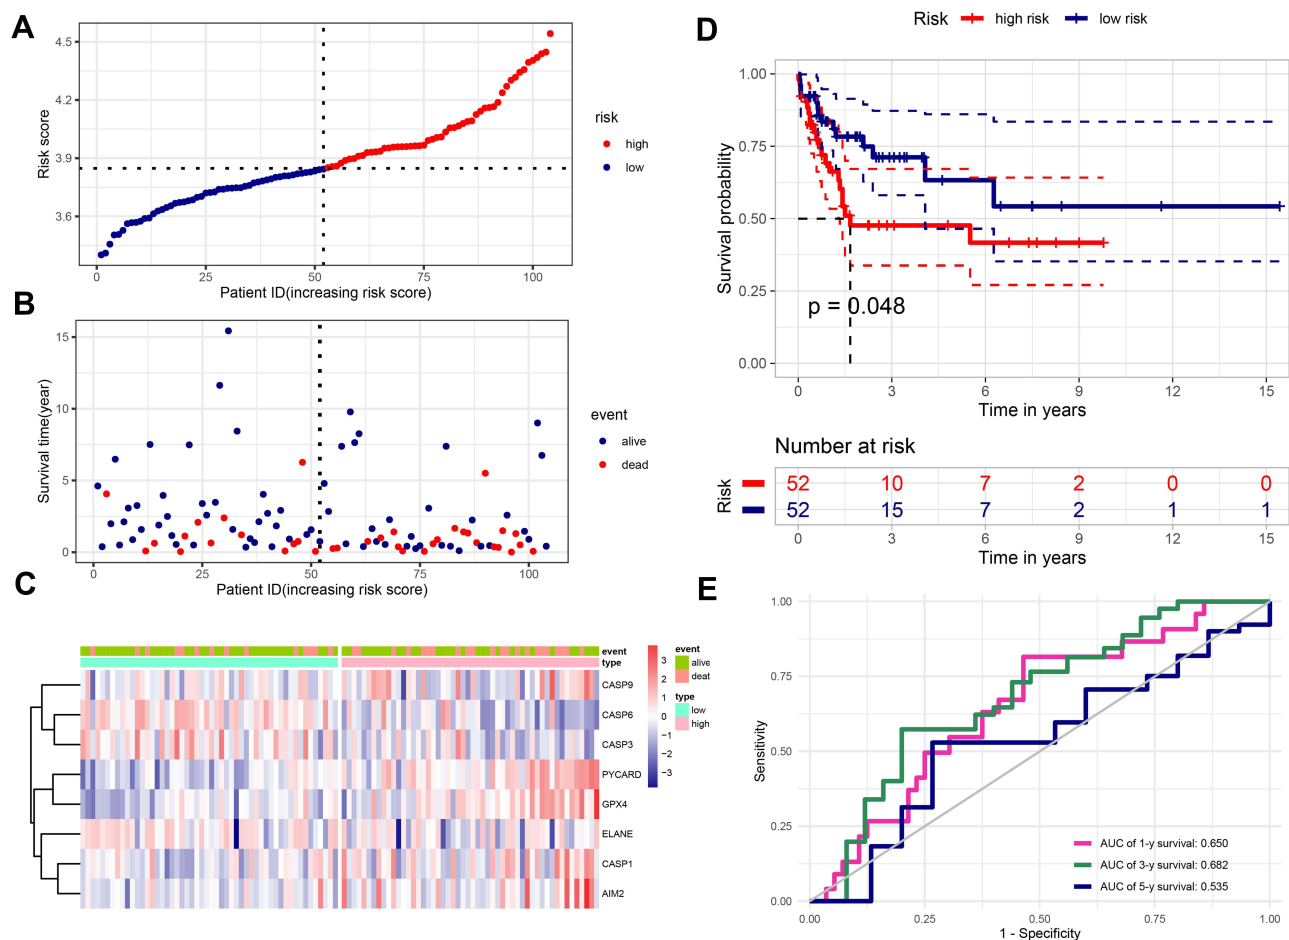 A
Risk score
4.5
4.2
3.9
3.6
0
25
50
75
100
Patient ID(increasing risk score)
risk
high
low
B
Survival time(year)
15
10
5
0
0
25
50
75
100
Patient ID(increasing risk score)
event
alive
dead
C
event
type
CASP9
CASP6
CASP3
PYCARD
GPX4
ELANE
CASP1
AIM2
3
2
1
0
−1
−2
−3
event
alive
deat
type
low
high
D
Risk
high risk
low risk
Survival probability
1.00
0.75
0.50
0.25
0.00
p = 0.048
0
3
6
9
12
15
Time in years
Number at risk
Risk
52 10 7 2 0 0
52 15 7 2 1 1
0 3 6 9 12 15
Time in years
E
Sensitivity
1.00
0.75
0.50
0.25
0.00
AUC of 1-y survival: 0.650
AUC of 3-y survival: 0.682
AUC of 5-y survival: 0.535
0.00
0.25
0.50
0.75
1.00
1 - Specificity